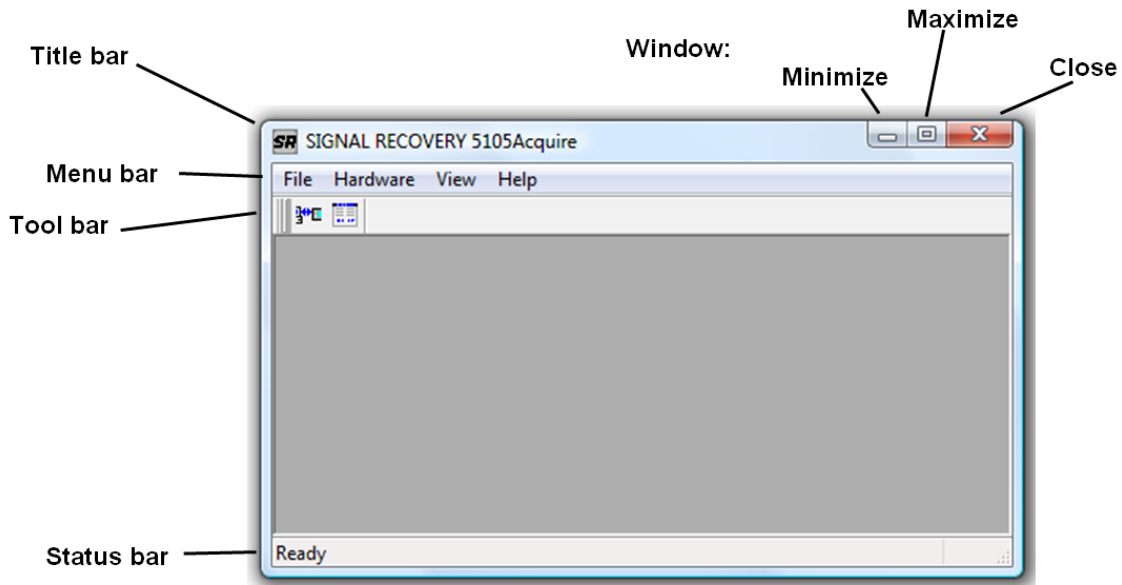 Maximize
Window:
Title bar
Close
Minimize
SR SIGNAL RECOVERY 5105Acquire
Menu bar
File Hardware View Help
Tool bar
Status bar
Ready